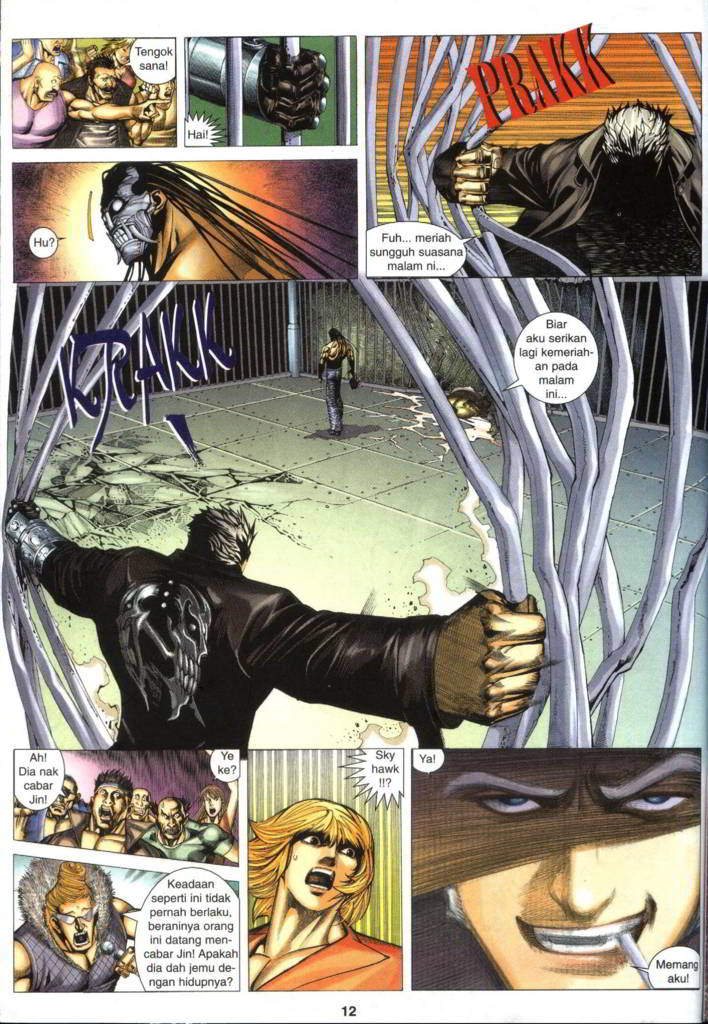 Tengok
sana!
Hai!
PRAKK
Hu?
Fuh... meriah
sungguh suasana
malam ni...
KRAKK
Biar
aku serikan
lagi kemeriah-
an pada
malam
ini...
Ah!
Dia nak
cabar
Jin!
Ye
ke?
Sky
hawk
!!?
Ya!
Keadaan
seperti ini tidak
pernah berlaku,
beraninya orang
ini datang men-
cabar Jin! Apakah
dia dah jemu de-
ngan hidupnya?
Memang
aku!
12